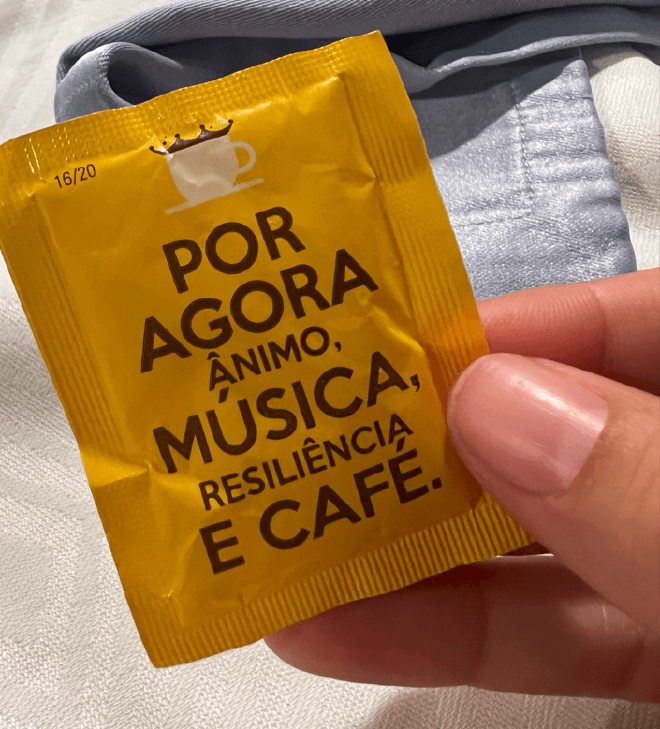 16/20
POR
AGORA
ÂNIMO,
MÚSICA,
RESILIÊNCIA
E CAFÉ.